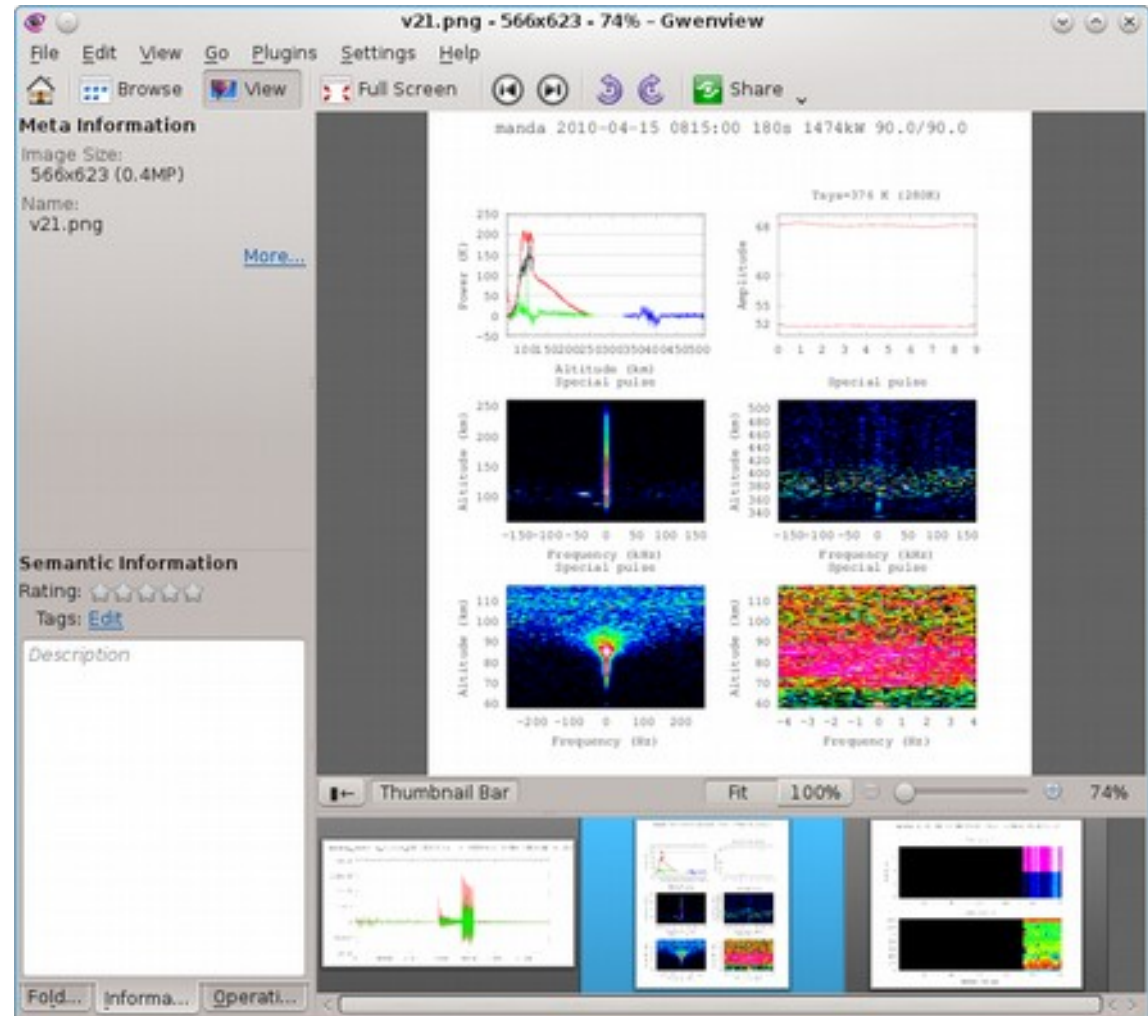 v21.png - 566x623 - 74% – Gwenview
File Edit View Go Plugins Settings Help
Browse View Full Screen Share
Meta Information
Image Size:
566x623 (0.4MP)
Name:
v21.png
More...
Semantic Information
Rating:
Tags: Edit
Description
Fold... Informa... Operati...
manda 2010-04-15 0815:00 180s 1474kW 90.0/90.0
Tsys=376 K (280K)
Power (K)
250
200
150
100
50
0
-50
100150200250300350400450500
Altitude (km)
Amplitude
68
60
55
52
0 1 2 3 4 5 6 7 8 9
Special pulse
Altitude (km)
250
200
150
100
-150-100-50 0 50 100 150
Frequency (kHz)
Special pulse
Altitude (km)
500
480
460
440
420
400
380
360
340
-150-100-50 0 50 100 150
Frequency (kHz)
Special pulse
Altitude (km)
110
100
90
80
70
60
-200 -100 0 100 200
Frequency (Hz)
Special pulse
Altitude (km)
110
100
90
80
70
60
-4 -3 -2 -1 0 1 2 3 4
Frequency (Hz)
Thumbnail Bar Fit 100% 74%